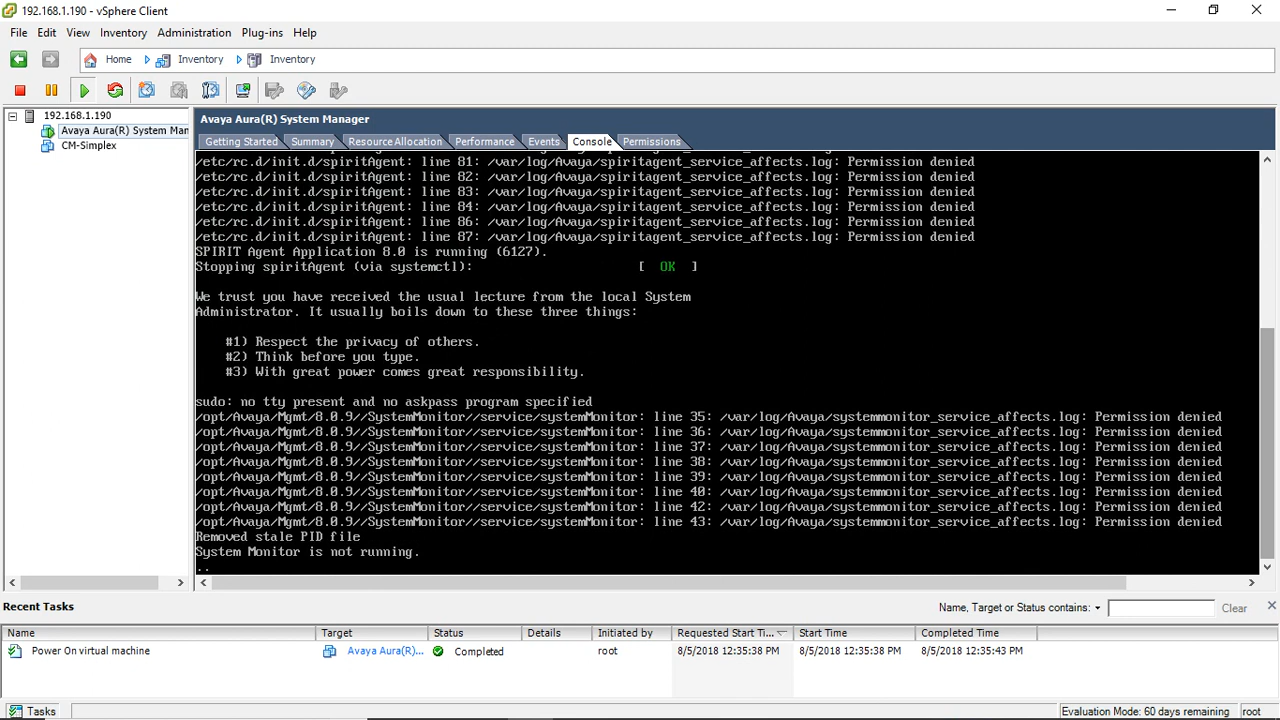 192.168.1.190 - vSphere Client
File Edit View Inventory Administration Plug-ins Help
Home Inventory Inventory
192.168.1.190
Avaya Aura(R) System Man
CM-Simplex
Avaya Aura(R) System Manager
Getting Started Summary Resource Allocation Performance Events Console Permissions
/etc/rc.d/init.d/spiritAgent: line 81: /var/log/Avaya/spiritagent_service_affects.log: Permission denied
/etc/rc.d/init.d/spiritAgent: line 82: /var/log/Avaya/spiritagent_service_affects.log: Permission denied
/etc/rc.d/init.d/spiritAgent: line 83: /var/log/Avaya/spiritagent_service_affects.log: Permission denied
/etc/rc.d/init.d/spiritAgent: line 84: /var/log/Avaya/spiritagent_service_affects.log: Permission denied
/etc/rc.d/init.d/spiritAgent: line 86: /var/log/Avaya/spiritagent_service_affects.log: Permission denied
/etc/rc.d/init.d/spiritAgent: line 87: /var/log/Avaya/spiritagent_service_affects.log: Permission denied
SPIRIT Agent Application 8.0 is running (6127).
Stopping spiritAgent (via systemctl): [ OK ]
We trust you have received the usual lecture from the local System
Administrator. It usually boils down to these three things:
#1) Respect the privacy of others.
#2) Think before you type.
#3) With great power comes great responsibility.
sudo: no tty present and no askpass program specified
/opt/Avaya/Mgmt/8.0.9//SystemMonitor//service/systemMonitor: line 35: /var/log/Avaya/systemmonitor_service_affects.log: Permission denied
/opt/Avaya/Mgmt/8.0.9//SystemMonitor//service/systemMonitor: line 36: /var/log/Avaya/systemmonitor_service_affects.log: Permission denied
/opt/Avaya/Mgmt/8.0.9//SystemMonitor//service/systemMonitor: line 37: /var/log/Avaya/systemmonitor_service_affects.log: Permission denied
/opt/Avaya/Mgmt/8.0.9//SystemMonitor//service/systemMonitor: line 38: /var/log/Avaya/systemmonitor_service_affects.log: Permission denied
/opt/Avaya/Mgmt/8.0.9//SystemMonitor//service/systemMonitor: line 39: /var/log/Avaya/systemmonitor_service_affects.log: Permission denied
/opt/Avaya/Mgmt/8.0.9//SystemMonitor//service/systemMonitor: line 40: /var/log/Avaya/systemmonitor_service_affects.log: Permission denied
/opt/Avaya/Mgmt/8.0.9//SystemMonitor//service/systemMonitor: line 42: /var/log/Avaya/systemmonitor_service_affects.log: Permission denied
/opt/Avaya/Mgmt/8.0.9//SystemMonitor//service/systemMonitor: line 43: /var/log/Avaya/systemmonitor_service_affects.log: Permission denied
Removed stale PID file
System Monitor is not running.
..
Recent Tasks Name, Target or Status contains: Clear
Name Target Status Details Initiated by Requested Start Ti... Start Time Completed Time
Power On virtual machine Avaya Aura(R)... Completed root 8/5/2018 12:35:38 PM 8/5/2018 12:35:38 PM 8/5/2018 12:35:43 PM
Tasks Evaluation Mode: 60 days remaining root